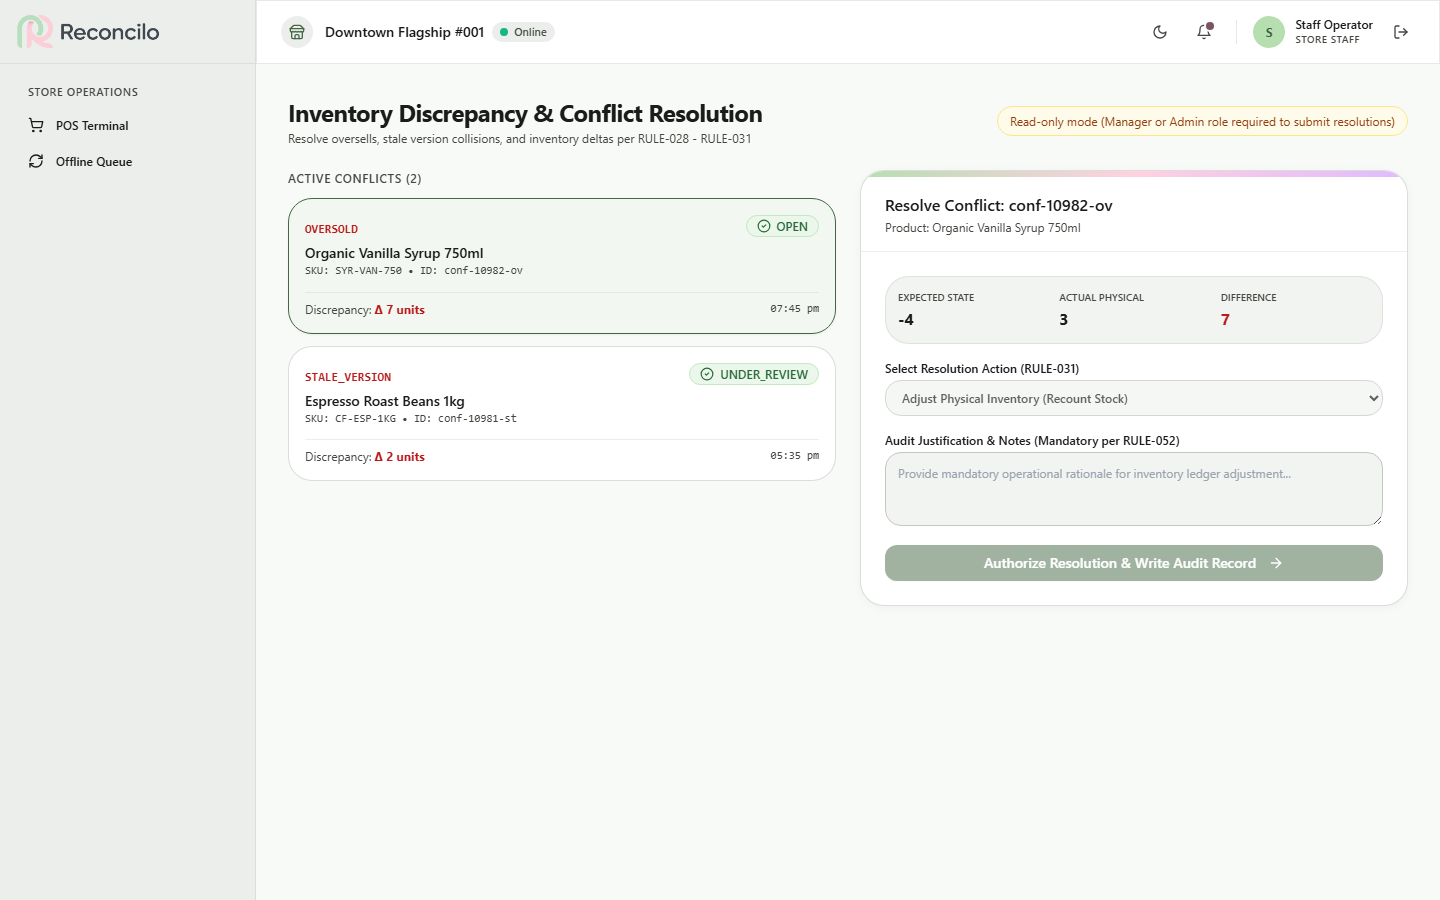 Reconcilo
Downtown Flagship #001
Online
S
Staff Operator
STORE STAFF
STORE OPERATIONS
POS Terminal
Offline Queue
Inventory Discrepancy & Conflict Resolution
Resolve oversells, stale version collisions, and inventory deltas per RULE-028 - RULE-031
Read-only mode (Manager or Admin role required to submit resolutions)
ACTIVE CONFLICTS (2)
OVERSOLD
OPEN
Organic Vanilla Syrup 750ml
SKU: SYR-VAN-750 • ID: conf-10982-ov
Discrepancy: Δ 7 units
07:45 pm
STALE_VERSION
UNDER_REVIEW
Espresso Roast Beans 1kg
SKU: CF-ESP-1KG • ID: conf-10981-st
Discrepancy: Δ 2 units
05:35 pm
Resolve Conflict: conf-10982-ov
Product: Organic Vanilla Syrup 750ml
EXPECTED STATE
-4
ACTUAL PHYSICAL
3
DIFFERENCE
7
Select Resolution Action (RULE-031)
Adjust Physical Inventory (Recount Stock)
Audit Justification & Notes (Mandatory per RULE-052)
Provide mandatory operational rationale for inventory ledger adjustment...
Authorize Resolution & Write Audit Record →